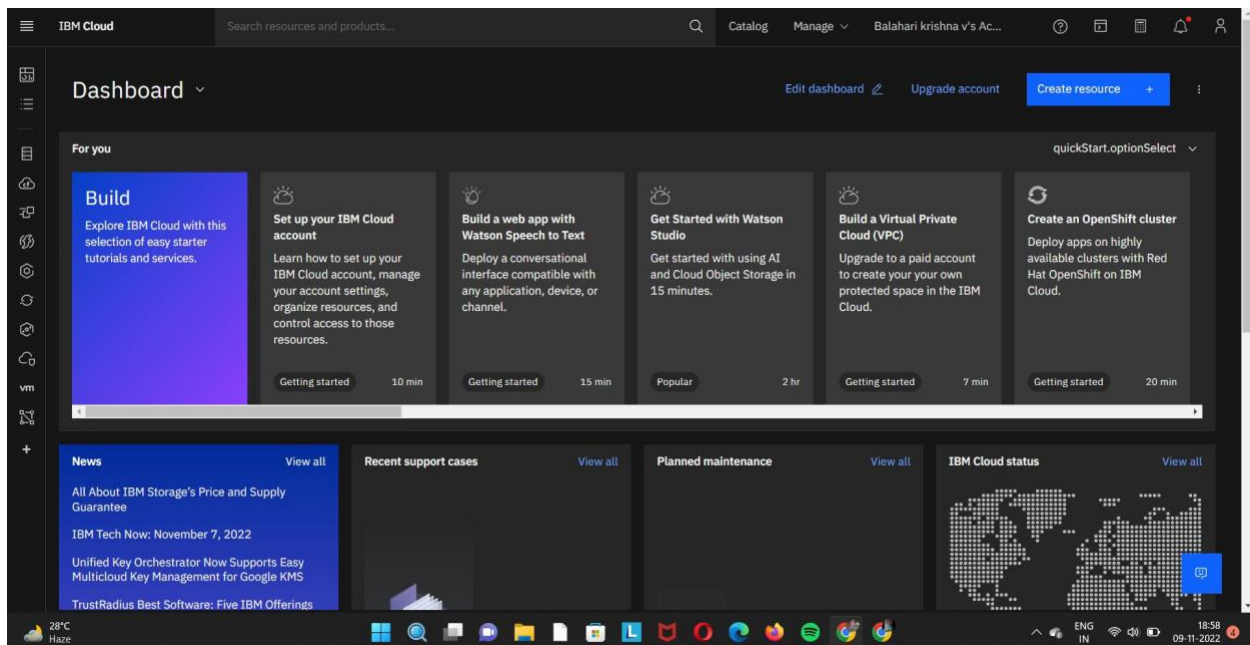 IBM Cloud
Search resources and products...
Catalog
Manage
Balahari krishna v's Ac...
Dashboard
Edit dashboard
Upgrade account
Create resource +
For you
quickStart.optionSelect
Build
Explore IBM Cloud with this
selection of easy starter
tutorials and services.
Set up your IBM Cloud
account
Learn how to set up your
IBM Cloud account, manage
your account settings,
organize resources, and
control access to those
resources.
Getting started
10 min
Build a web app with
Watson Speech to Text
Deploy a conversational
interface compatible with
any application, device, or
channel.
Getting started
15 min
Get Started with Watson
Studio
Get started with using AI
and Cloud Object Storage in
15 minutes.
Popular
2 hr
Build a Virtual Private
Cloud (VPC)
Upgrade to a paid account
to create your your own
protected space in the IBM
Cloud.
Getting started
7 min
Create an OpenShift cluster
Deploy apps on highly
available clusters with Red
Hat OpenShift on IBM
Cloud.
Getting started
20 min
vm
News
View all
All About IBM Storage's Price and Supply
Guarantee
IBM Tech Now: November 7, 2022
Unified Key Orchestrator Now Supports Easy
Multicloud Key Management for Google KMS
TrustRadius Best Software: Five IBM Offerings
Recent support cases
View all
Planned maintenance
View all
IBM Cloud status
View all
28°C
Haze
L
ENG
IN
18:58
09-11-2022
4